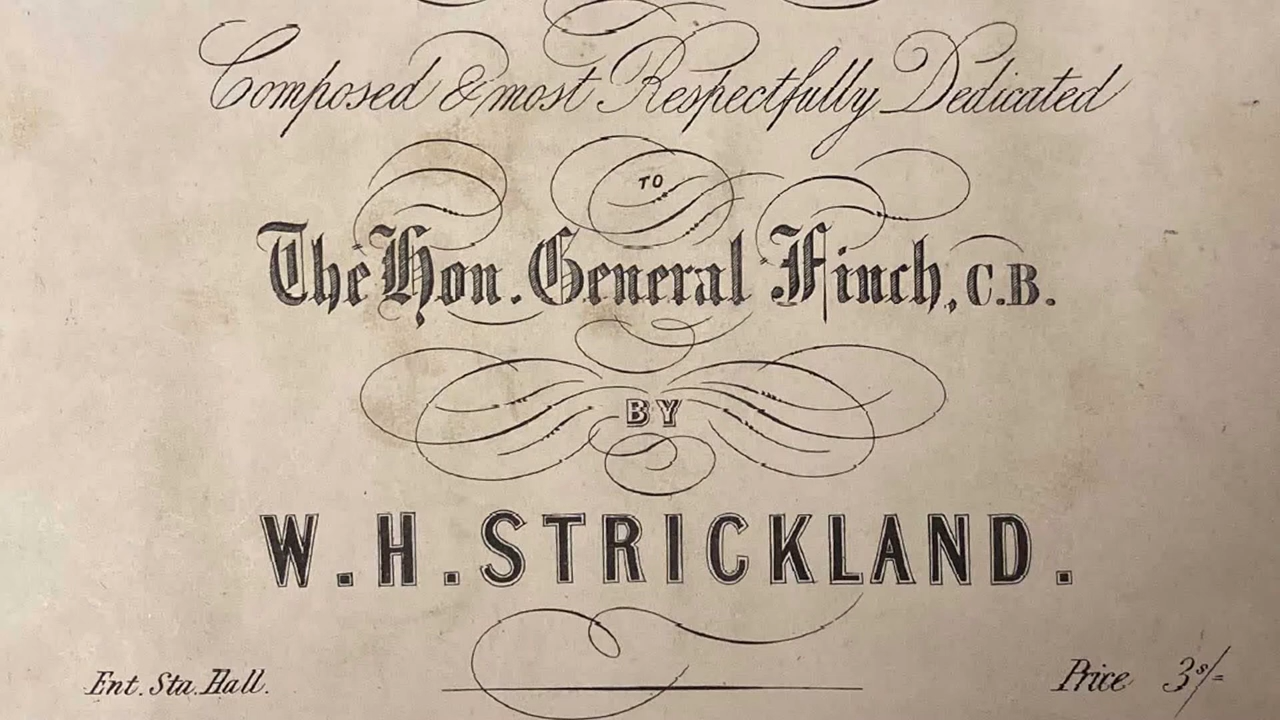 Composed & most Respectfully Dedicated
TO
The Hon. General Finch, C.B.
BY
W. H. STRICKLAND.
Ent. Sta. Hall.
Price 3s/=